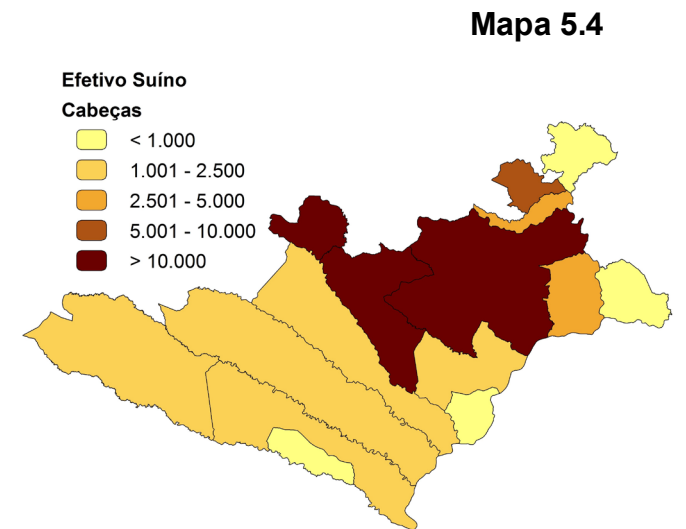 Mapa 5.4
Efetivo Suíno
Cabeças
< 1.000
1.001 - 2.500
2.501 - 5.000
5.001 - 10.000
> 10.000